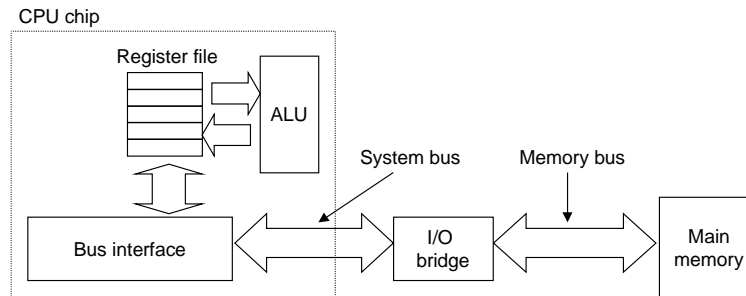 CPU chip
Register file
ALU
System bus
Memory bus
Bus interface
I/O
bridge
Main
memory